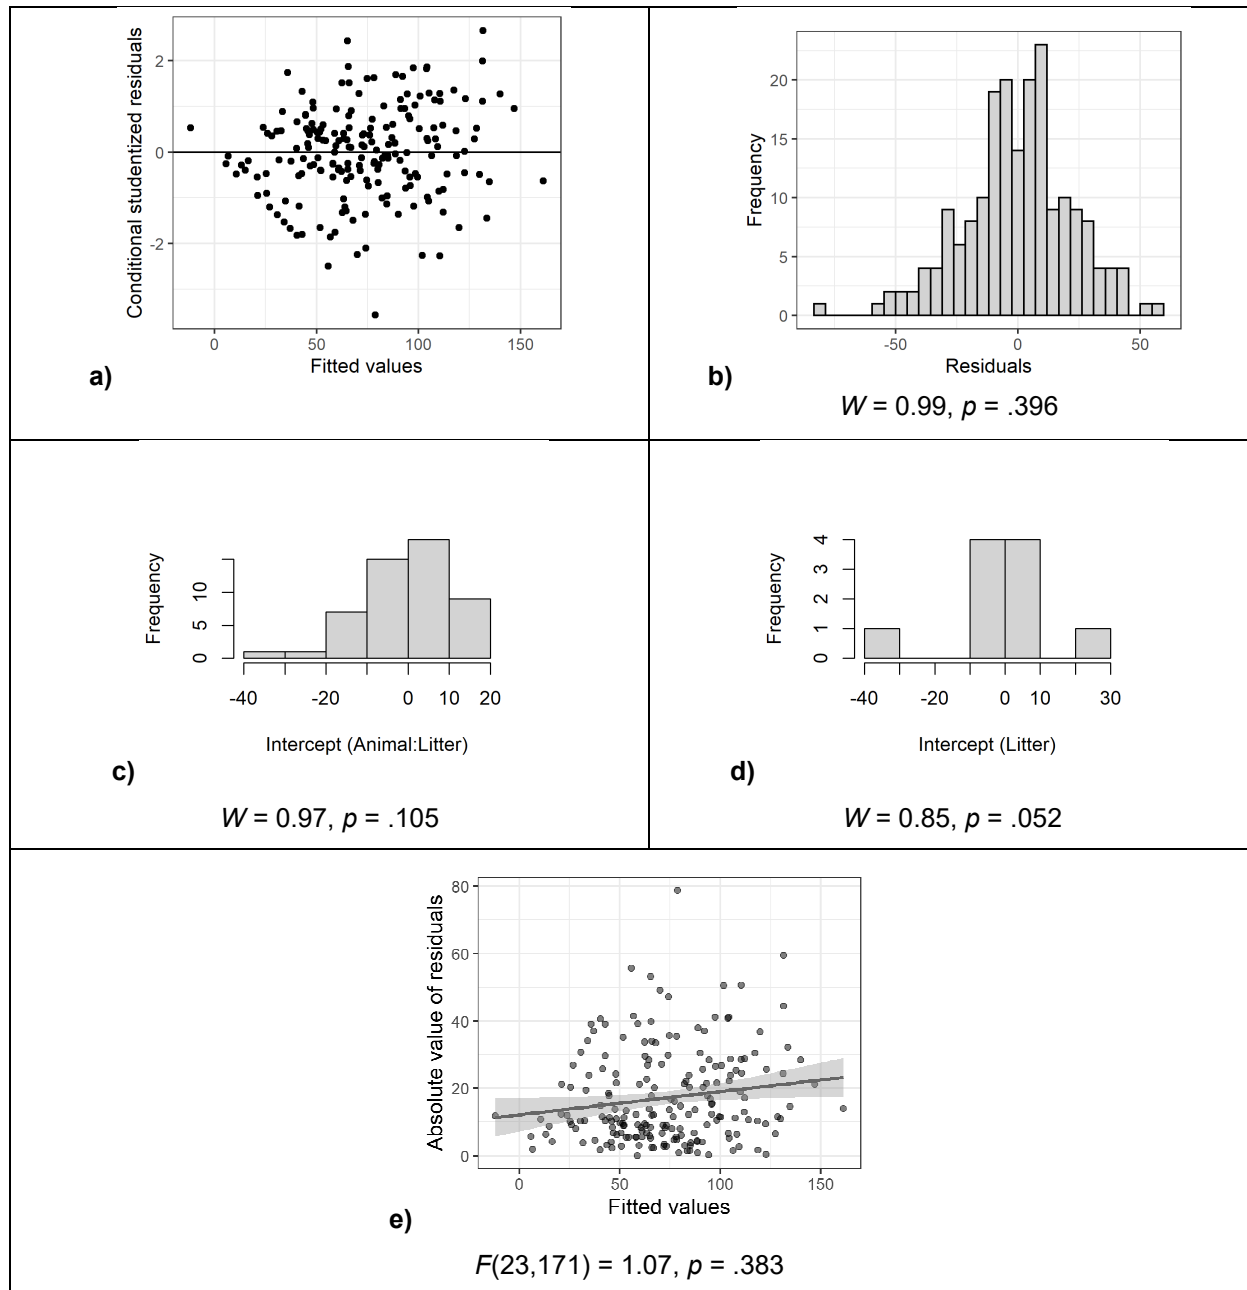 Conditional studentized residuals
2
0
-2
0 50 100 150
Fitted values
a)
Frequency
20
15
10
5
0
-50 0 50
Residuals
b)
W = 0.99, p = .396
Frequency
10
5
0
-40 -20 0 10 20
Intercept (Animal:Litter)
c)
W = 0.97, p = .105
Frequency
4
3
2
1
0
-40 -20 0 10 30
Intercept (Litter)
d)
W = 0.85, p = .052
Absolute value of residuals
80
60
40
20
0
0 50 100 150
Fitted values
e)
F(23,171) = 1.07, p = .383